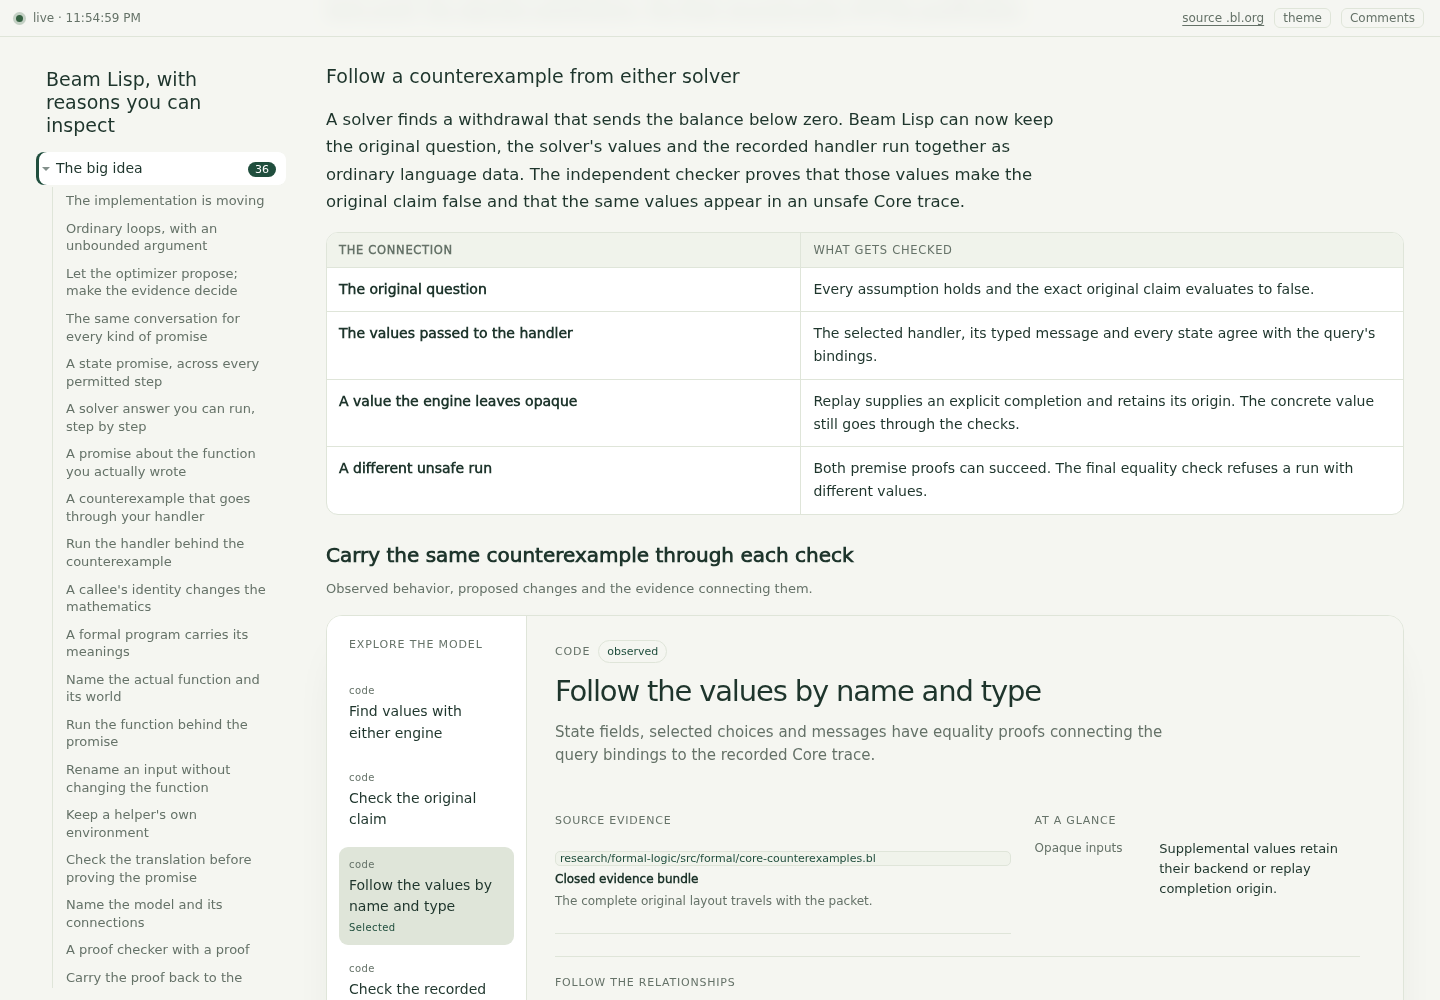 live · 11:54:59 PM
source .bl.org
theme
Comments
Beam Lisp, with
reasons you can
inspect
The big idea
36
The implementation is moving
Ordinary loops, with an
unbounded argument
Let the optimizer propose;
make the evidence decide
The same conversation for
every kind of promise
A state promise, across every
permitted step
A solver answer you can run,
step by step
A promise about the function
you actually wrote
A counterexample that goes
through your handler
Run the handler behind the
counterexample
A callee's identity changes the
mathematics
A formal program carries its
meanings
Name the actual function and
its world
Run the function behind the
promise
Rename an input without
changing the function
Keep a helper's own
environment
Check the translation before
proving the promise
Name the model and its
connections
A proof checker with a proof
Carry the proof back to the
Follow a counterexample from either solver
A solver finds a withdrawal that sends the balance below zero. Beam Lisp can now keep
the original question, the solver's values and the recorded handler run together as
ordinary language data. The independent checker proves that those values make the
original claim false and that the same values appear in an unsafe Core trace.
THE CONNECTION
WHAT GETS CHECKED
The original question
Every assumption holds and the exact original claim evaluates to false.
The values passed to the handler
The selected handler, its typed message and every state agree with the query's
bindings.
A value the engine leaves opaque
Replay supplies an explicit completion and retains its origin. The concrete value
still goes through the checks.
A different unsafe run
Both premise proofs can succeed. The final equality check refuses a run with
different values.
Carry the same counterexample through each check
Observed behavior, proposed changes and the evidence connecting them.
EXPLORE THE MODEL
code
Find values with
either engine
code
Check the original
claim
code
Follow the values by
name and type
Selected
code
Check the recorded
CODE
observed
Follow the values by name and type
State fields, selected choices and messages have equality proofs connecting the
query bindings to the recorded Core trace.
SOURCE EVIDENCE
research/formal-logic/src/formal/core-counterexamples.bl
Closed evidence bundle
The complete original layout travels with the packet.
AT A GLANCE
Opaque inputs
Supplemental values retain
their backend or replay
completion origin.
FOLLOW THE RELATIONSHIPS